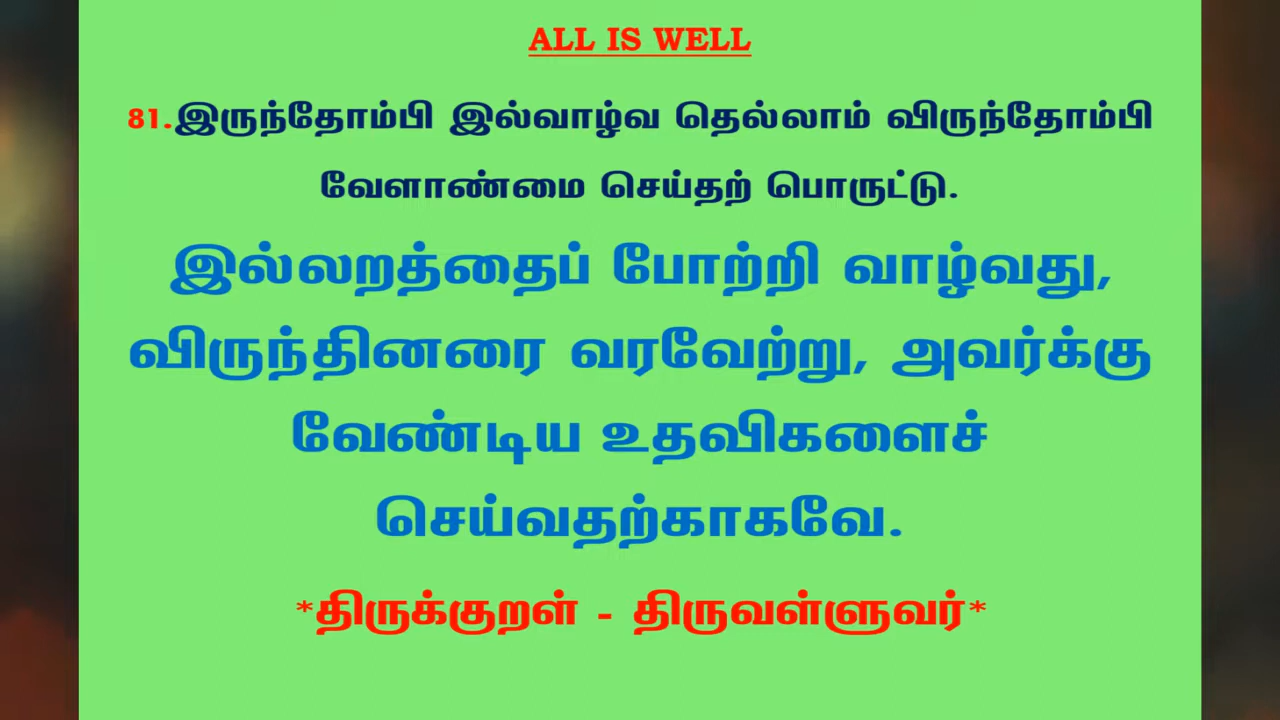 ALL IS WELL
81.இருந்தோம்பி இல்வாழ்வ தெல்லாம் விருந்தோம்பி
வேளாண்மை செய்தற் பொருட்டு.
இல்லறத்தைப் போற்றி வாழ்வது,
விருந்தினரை வரவேற்று, அவர்க்கு
வேண்டிய உதவிகளைச்
செய்வதற்காகவே.
*திருக்குறள் - திருவள்ளுவர்*